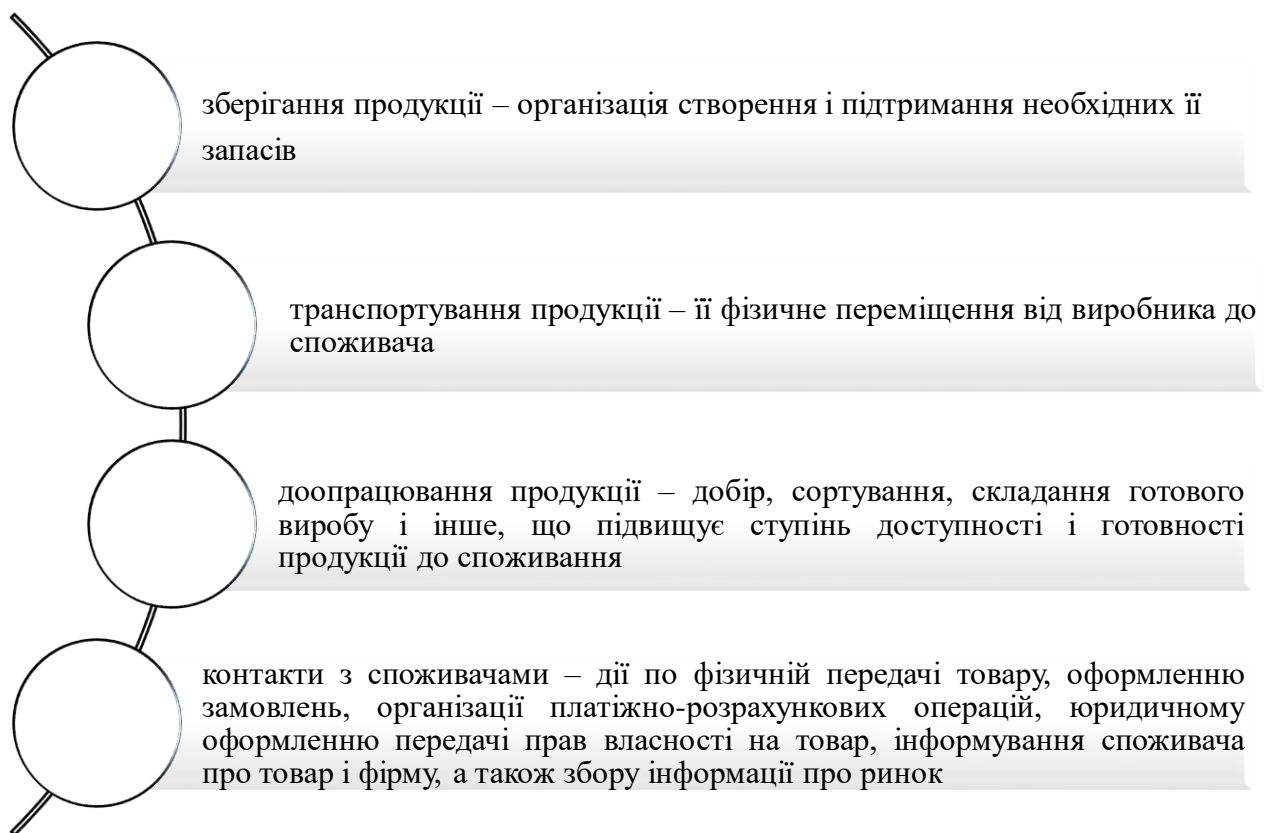 зберігання продукції – організація створення і підтримання необхідних її
запасів
транспортування продукції – її фізичне переміщення від виробника до
споживача
доопрацювання продукції – добір, сортування, складання готового
виробу і інше, що підвищує ступінь доступності і готовності
продукції до споживання
контакти з споживачами – дії по фізичній передачі товару, оформленню
замовлень, організації платіжно-розрахункових операцій, юридичному
оформленню передачі прав власності на товар, інформування споживача
про товар і фірму, а також збору інформації про ринок